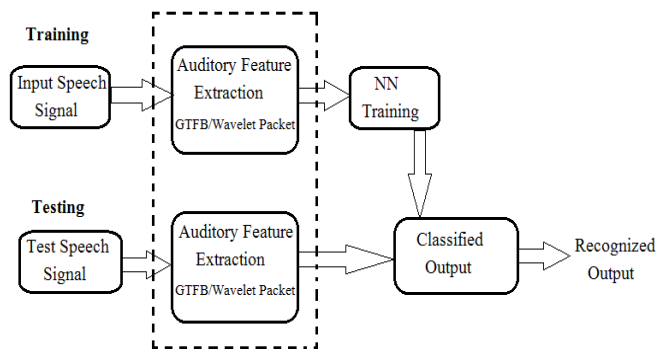 Training
Input Speech
Signal
Auditory Feature
Extraction
GTFB/Wavelet Packet
NN
Training
Testing
Test Speech
Signal
Auditory Feature
Extraction
GTFB/Wavelet Packet
Classified
Output
Recognized
Output